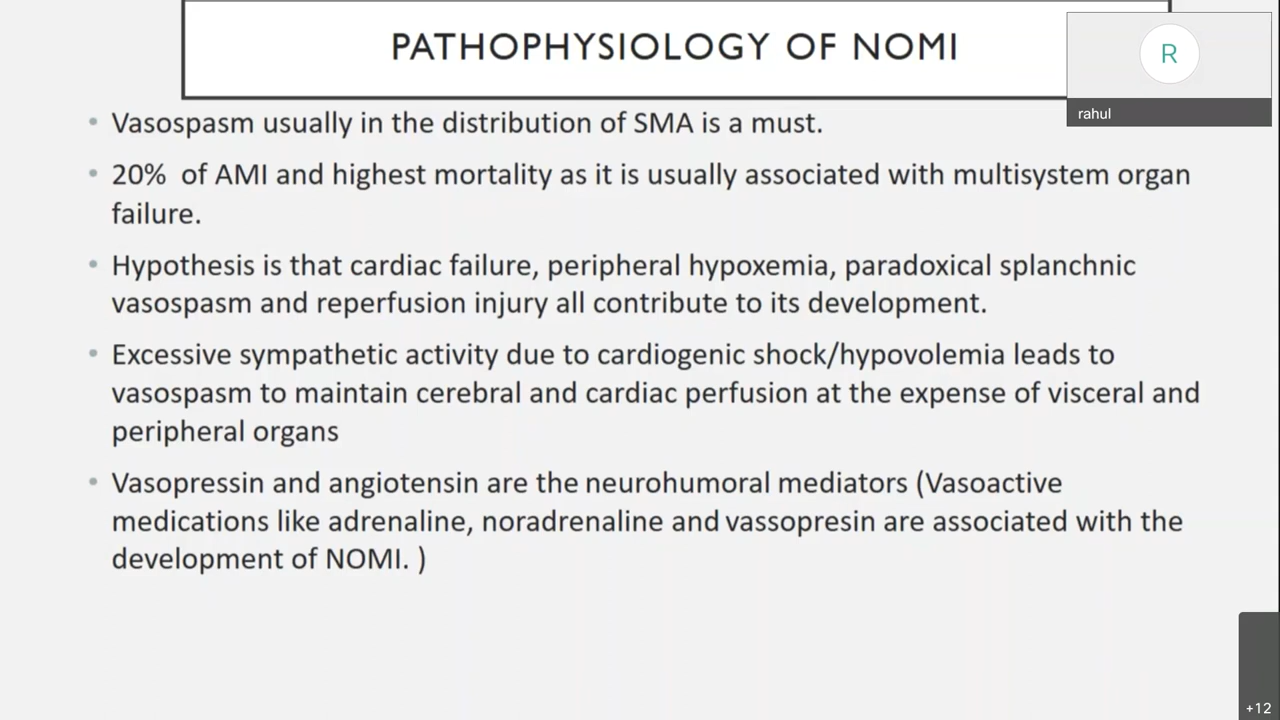 PATHOPHYSIOLOGY OF NOMI
R
rahul
• Vasospasm usually in the distribution of SMA is a must.
• 20% of AMI and highest mortality as it is usually associated with multisystem organ
failure.
• Hypothesis is that cardiac failure, peripheral hypoxemia, paradoxical splanchnic
vasospasm and reperfusion injury all contribute to its development.
• Excessive sympathetic activity due to cardiogenic shock/hypovolemia leads to
vasospasm to maintain cerebral and cardiac perfusion at the expense of visceral and
peripheral organs
• Vasopressin and angiotensin are the neurohumoral mediators (Vasoactive
medications like adrenaline, noradrenaline and vassopresin are associated with the
development of NOMI. )
+12